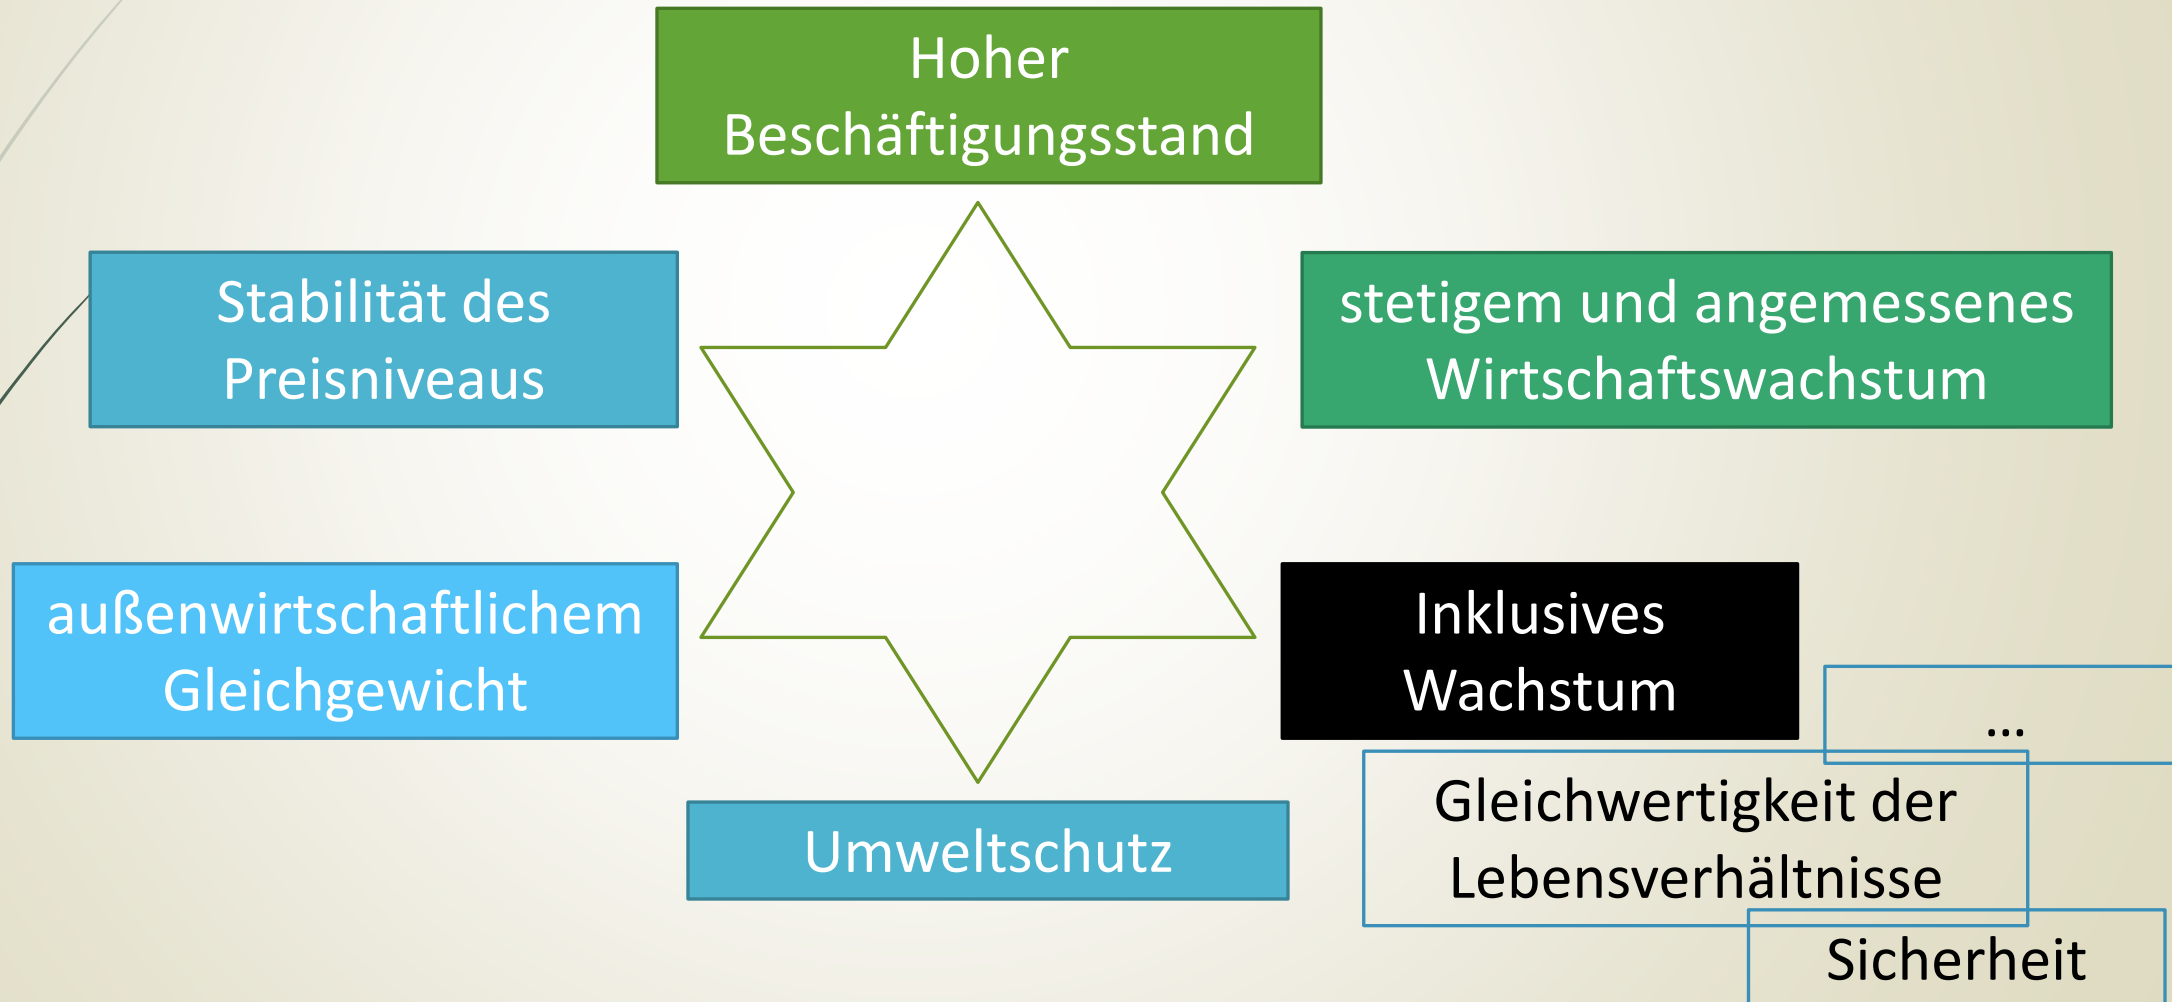 Hoher
Beschäftigungsstand
Stabilität des
Preisniveaus
stetigem und angemessenes
Wirtschaftswachstum
außenwirtschaftlichem
Gleichgewicht
Inklusives
Wachstum
...
Umweltschutz
Gleichwertigkeit der
Lebensverhältnisse
Sicherheit